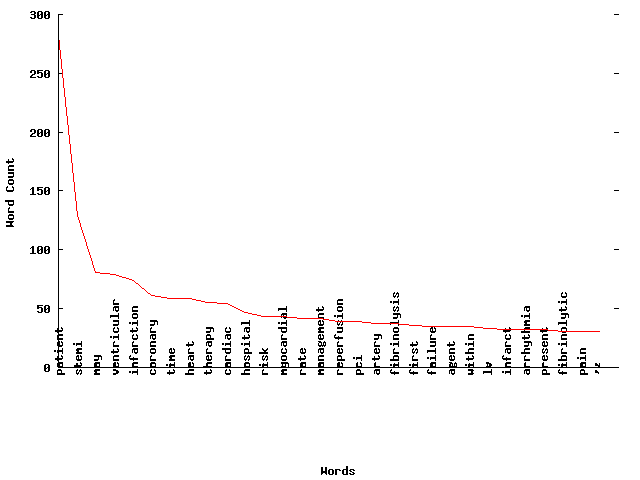 300
250
200
150
100
50
0
Word Count
patient
stemi
may
ventricular
infarction
coronary
time
heart
therapy
cardiac
hospital
risk
myocardial
rate
management
reperfusion
pci
artery
fibrinolysis
first
failure
agent
within
lv
infarct
arrhythmia
present
fibrinolytic
pain
Words